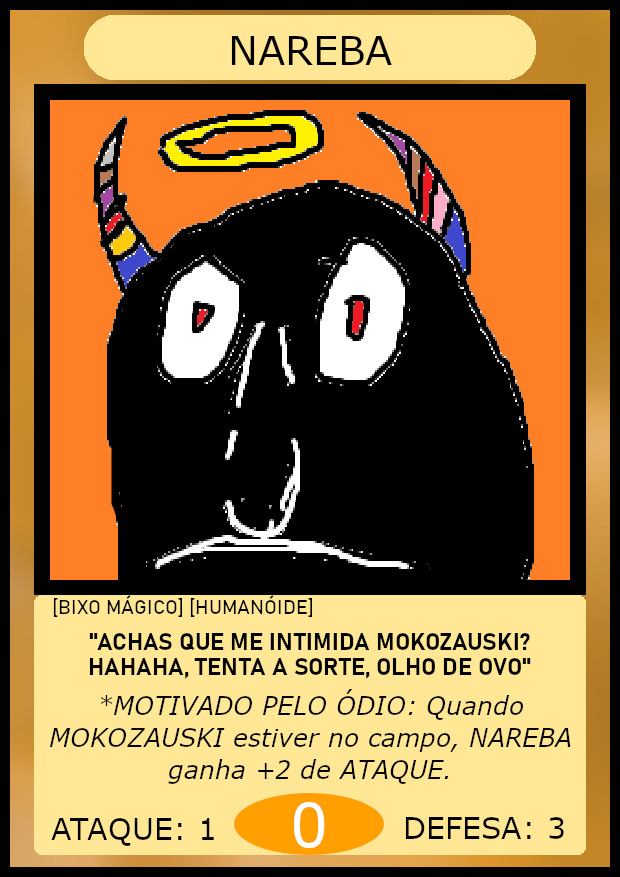 NAREBA
[BIXO MÁGICO] [HUMANÓIDE]
"ACHAS QUE ME INTIMIDA MOKOZAUSKI?
HAHAHA, TENTA A SORTE, OLHO DE OVO"
*MOTIVADO PELO ÓDIO: Quando
MOKOZAUSKI estiver no campo, NAREBA
ganha +2 de ATAQUE.
ATAQUE: 1
0
DEFESA: 3